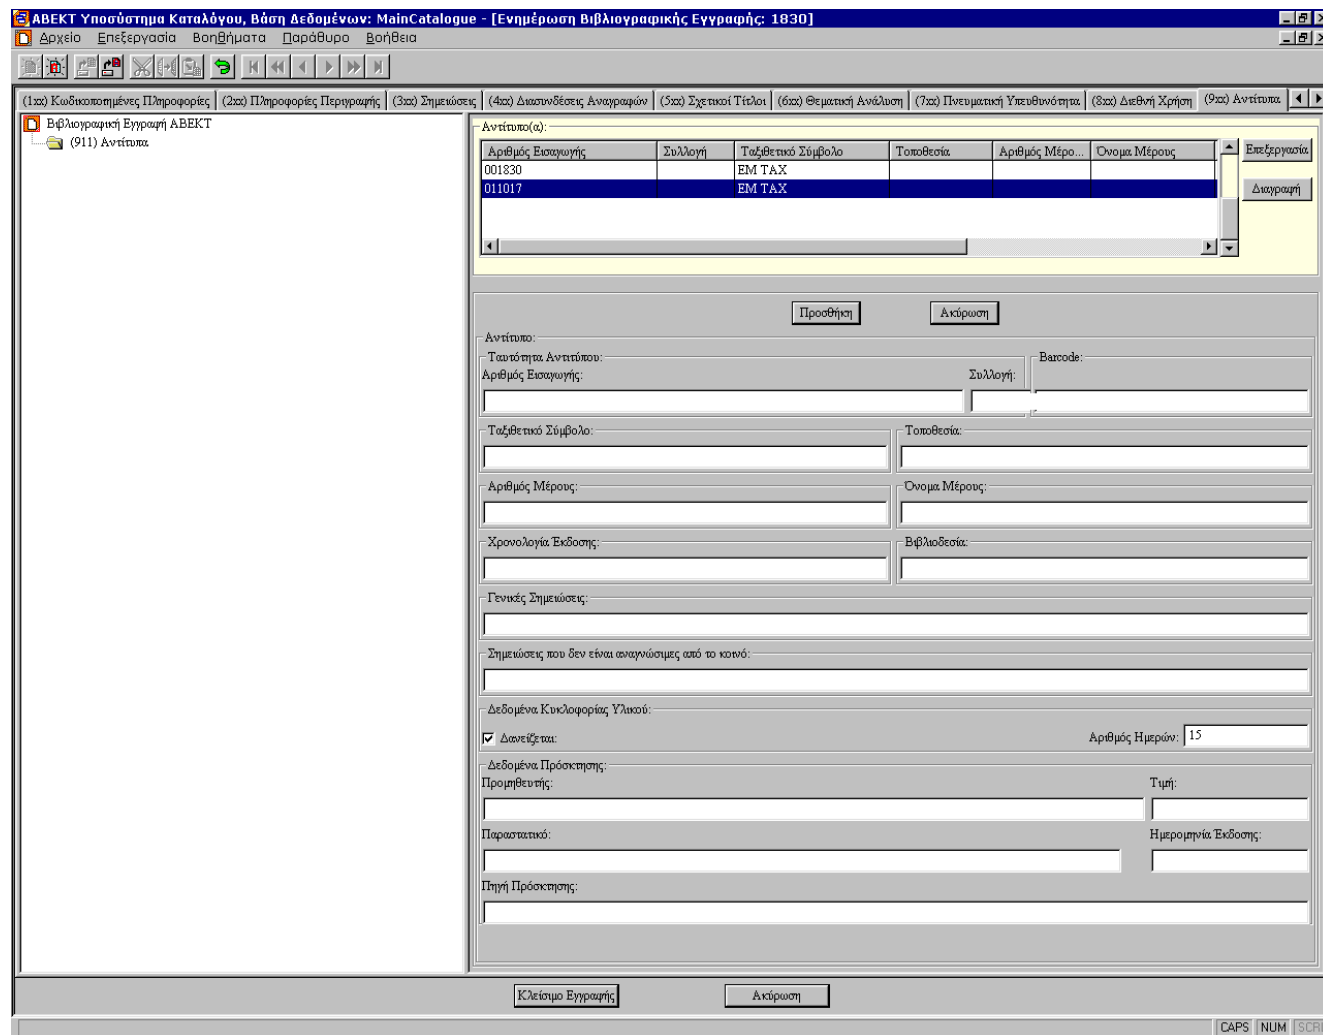 ΑΒΕΚΤ Υποσύστημα Καταλόγου, Βάση Δεδομένων: MainCatalogue - [Ενημέρωση Βιβλιογραφικής Εγγραφής: 1830]
Αρχείο Επεξεργασία Βοηθήματα Παράθυρο Βοήθεια
(1xx) Κωδικοποιημένες Πληροφορίες (2xx) Πληροφορίες Περιγραφής (3xx) Σημειώσεις (4xx) Διασυνδέσεις Αναγραφών (5xx) Σχετικοί Τίτλοι (6xx) Θεματική Ανάλυση (7xx) Πνευματική Υπευθυνότητα (8xx) Διεθνή Χρήση (9xx) Αντίτυπα
Βιβλιογραφική Εγγραφή ΑΒΕΚΤ
(911) Αντίτυπα
Αντίτυπο(α):
Αριθμός Εισαγωγής Συλλογή Ταξιθετικό Σύμβολο Τοποθεσία Αριθμός Μέρο... Όνομα Μέρους
001830 ΕΜ ΤΑΧ
011017 ΕΜ ΤΑΧ
Επεξεργασία
Διαγραφή
Προσθήκη Ακύρωση
Αντίτυπο:
Ταυτότητα Αντιτύπου: Barcode:
Αριθμός Εισαγωγής: Συλλογή:
Ταξιθετικό Σύμβολο: Τοποθεσία:
Αριθμός Μέρους: Όνομα Μέρους:
Χρονολογία Έκδοσης: Βιβλιοδεσία:
Γενικές Σημειώσεις:
Σημειώσεις που δεν είναι αναγνώσιμες από το κοινό:
Δεδομένα Κυκλοφορίας Υλικού:
Δανείζεται: Αριθμός Ημερών: 15
Δεδομένα Πρόσκτησης:
Προμηθευτής: Τιμή:
Παραστατικό: Ημερομηνία Έκδοσης:
Πηγή Πρόσκτησης:
Κλείσιμο Εγγραφής Ακύρωση
CAPS NUM SCR